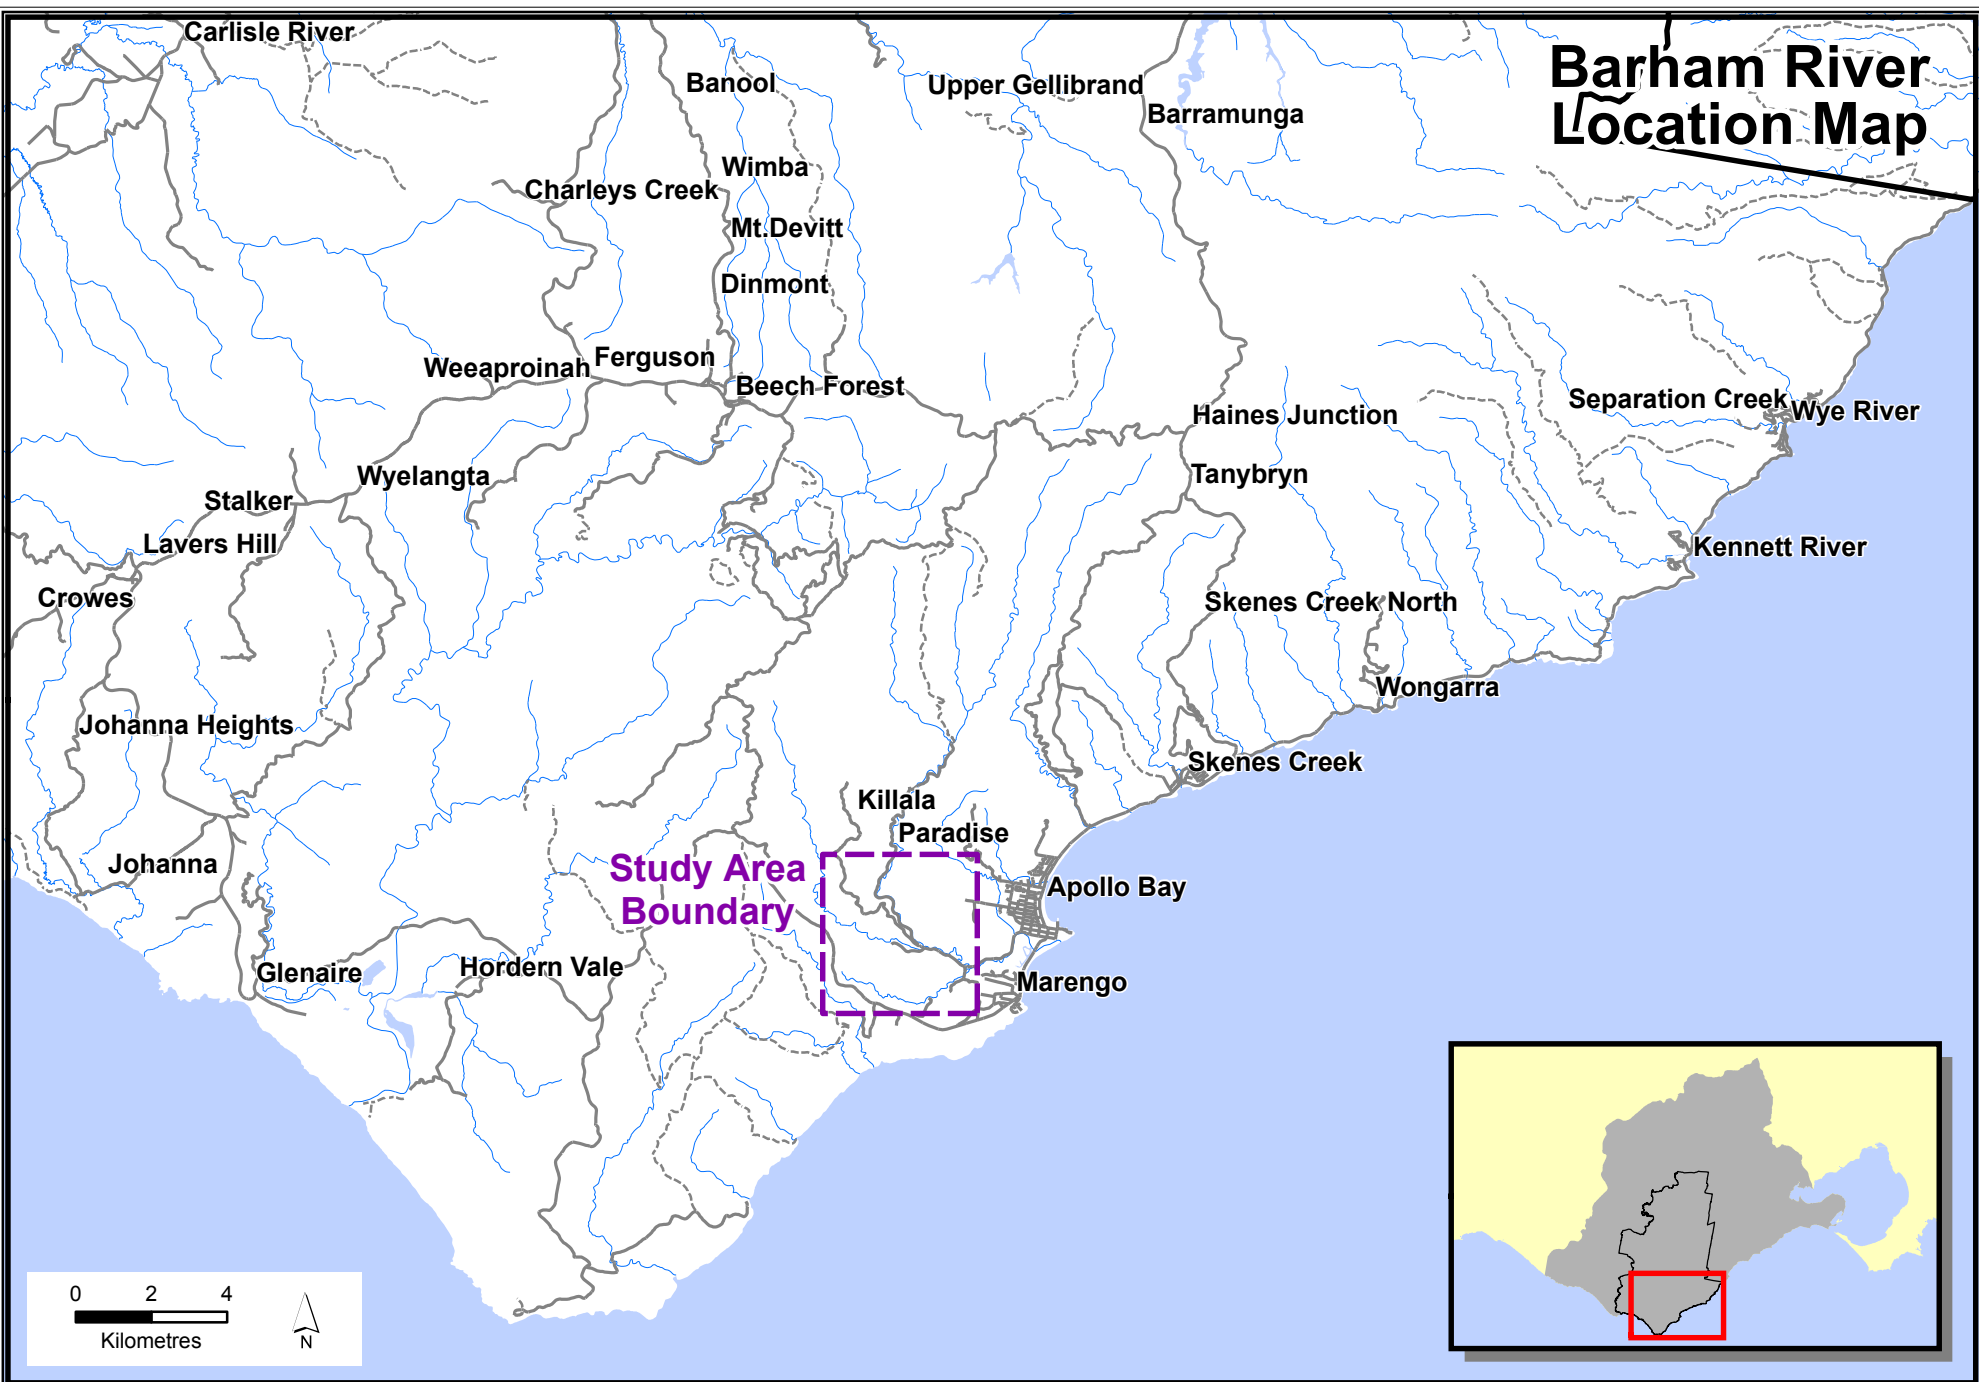 Carlisle River
Barham River
Location Map
Banool
Upper Gellibrand
Barramunga
Wimba
Charleys Creek
Mt.Devitt
Dinmont
Ferguson
Weeaproinah
Beech Forest
Separation Creek
Wye River
Haines Junction
Wyelangta
Tanybryn
Stalker
Lavers Hill
Kennett River
Crowes
Skenes Creek North
Wongarra
Johanna Heights
Skenes Creek
Killala
Paradise
Johanna
Study Area
Boundary
Apollo Bay
Glenaire
Hordern Vale
Marengo
0 2 4
Kilometres
N